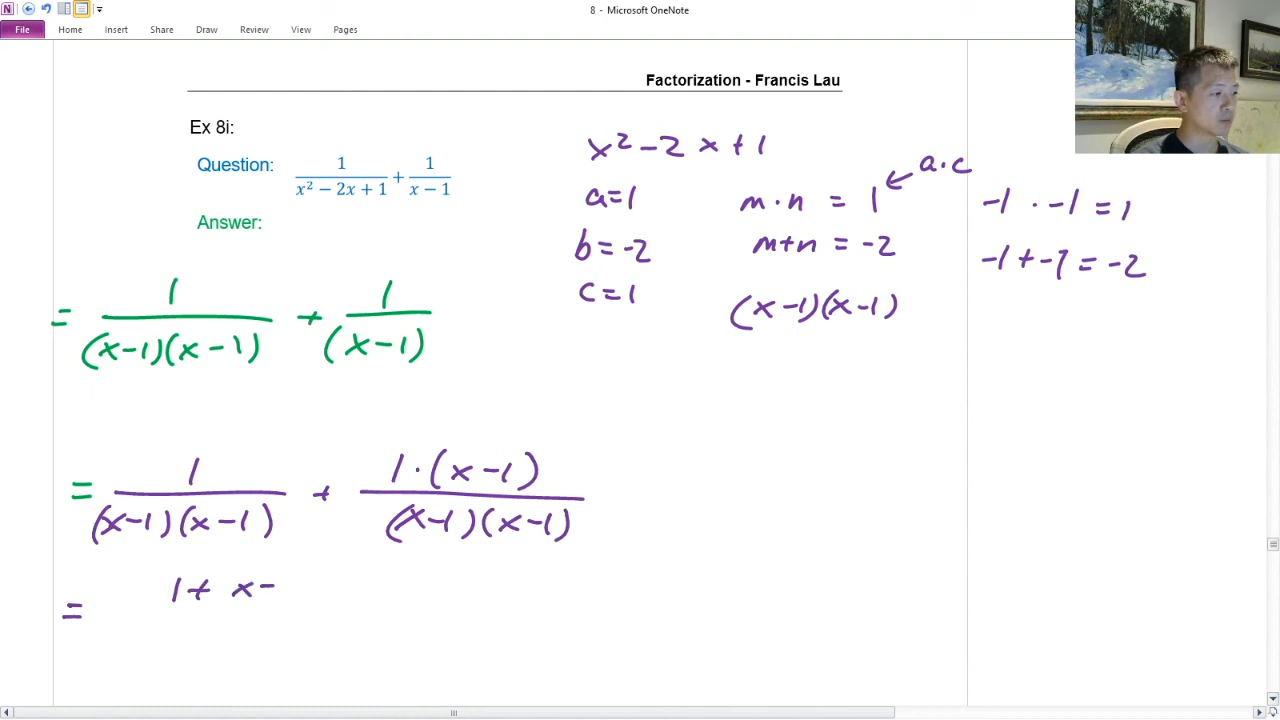 8 - Microsoft OneNote
File Home Insert Share Draw Review View Pages
Factorization - Francis Lau
Ex 8i:
Question: 1/(x² − 2x + 1) + 1/(x − 1)
Answer:
x² - 2x + 1
a = 1
b = -2
c = 1
m · n = 1 ← a · c
m + n = -2
(x - 1)(x - 1)
-1 · -1 = 1
-1 + -1 = -2
= 1/((x - 1)(x - 1)) + 1/(x - 1)
= 1/((x - 1)(x - 1)) + 1 · (x - 1)/((x - 1)(x - 1))
= 1 + x -